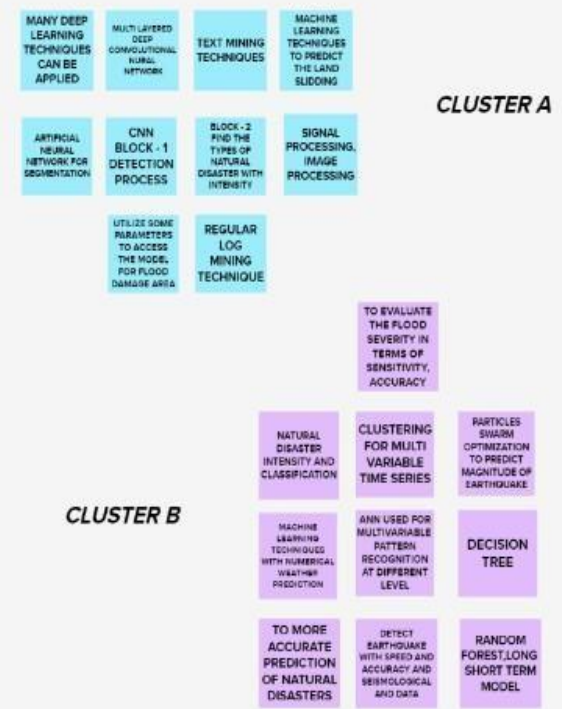 MANY DEEP
LEARNING
TECHNIQUES
CAN BE
APPLIED
MULTI LAYERED
DEEP
CONVOLUTIONAL
NURAL
NETWORK
TEXT MINING
TECHNIQUES
MACHINE
LEARNING
TECHNIQUES
TO PREDICT
THE LAND
SLIDDING
CLUSTER A
ARTIFICIAL
NEURAL
NETWORK FOR
SEGMENTATION
CNN
BLOCK - 1
DETECTION
PROCESS
BLOCK - 2
FIND THE
TYPES OF
NATURAL
DISASTER WITH
INTENSITY
SIGNAL
PROCESSING,
IMAGE
PROCESSING
UTILIZE SOME
PARAMETERS
TO ACCESS
THE MODEL
FOR FLOOD
DAMAGE AREA
REGULAR
LOG
MINING
TECHNIQUE
TO EVALUATE
THE FLOOD
SEVERITY IN
TERMS OF
SENSITIVITY,
ACCURACY
NATURAL
DISASTER
INTENSITY AND
CLASSIFICATION
CLUSTERING
FOR MULTI
VARIABLE
TIME SERIES
PARTICLES
SWARM
OPTIMIZATION
TO PREDICT
MAGNITUDE OF
EARTHQUAKE
CLUSTER B
MACHINE
LEARNING
TECHNIQUES
WITH NUMERICAL
WEATHER
PREDICTION
ANN USED FOR
MULTIVARIABLE
PATTERN
RECOGNITION
AT DIFFERENT
LEVEL
DECISION
TREE
TO MORE
ACCURATE
PREDICTION
OF NATURAL
DISASTERS
DETECT
EARTHQUAKE
WITH SPEED AND
ACCURACY AND
SEISMOLOGICAL
AND DATA
RANDOM
FOREST,LONG
SHORT TERM
MODEL